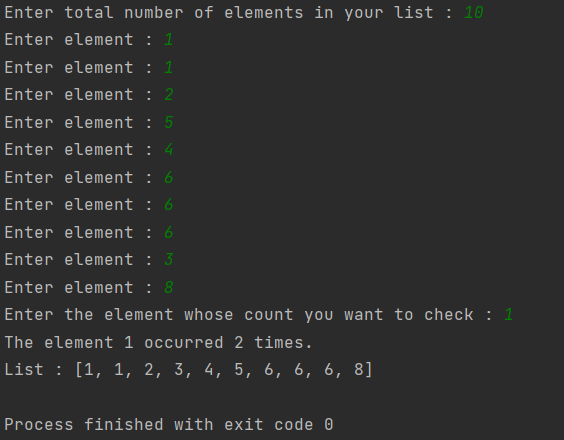 Enter total number of elements in your list : 10
Enter element : 1
Enter element : 1
Enter element : 2
Enter element : 5
Enter element : 4
Enter element : 6
Enter element : 6
Enter element : 6
Enter element : 3
Enter element : 8
Enter the element whose count you want to check : 1
The element 1 occurred 2 times.
List : [1, 1, 2, 3, 4, 5, 6, 6, 6, 8]
Process finished with exit code 0